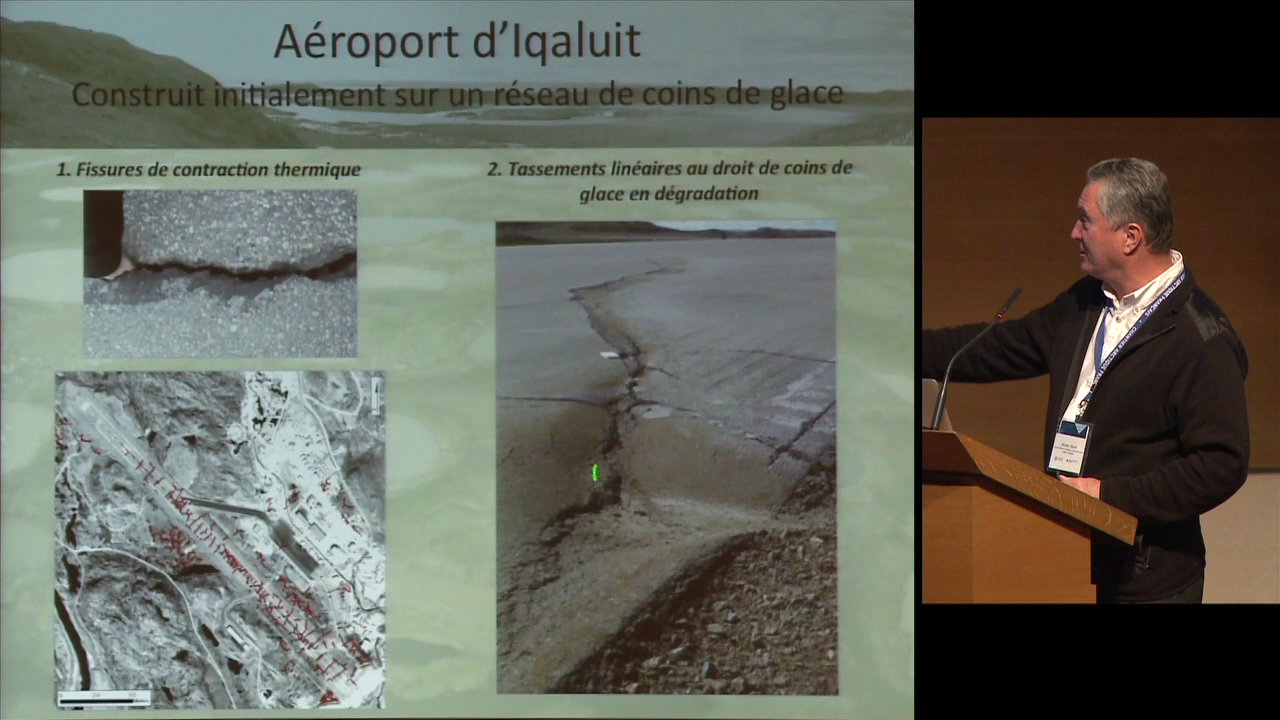 Aéroport d'Iqaluit
Construit initialement sur un réseau de coins de glace
1. Fissures de contraction thermique
2. Tassements linéaires au droit de coins de
glace en dégradation